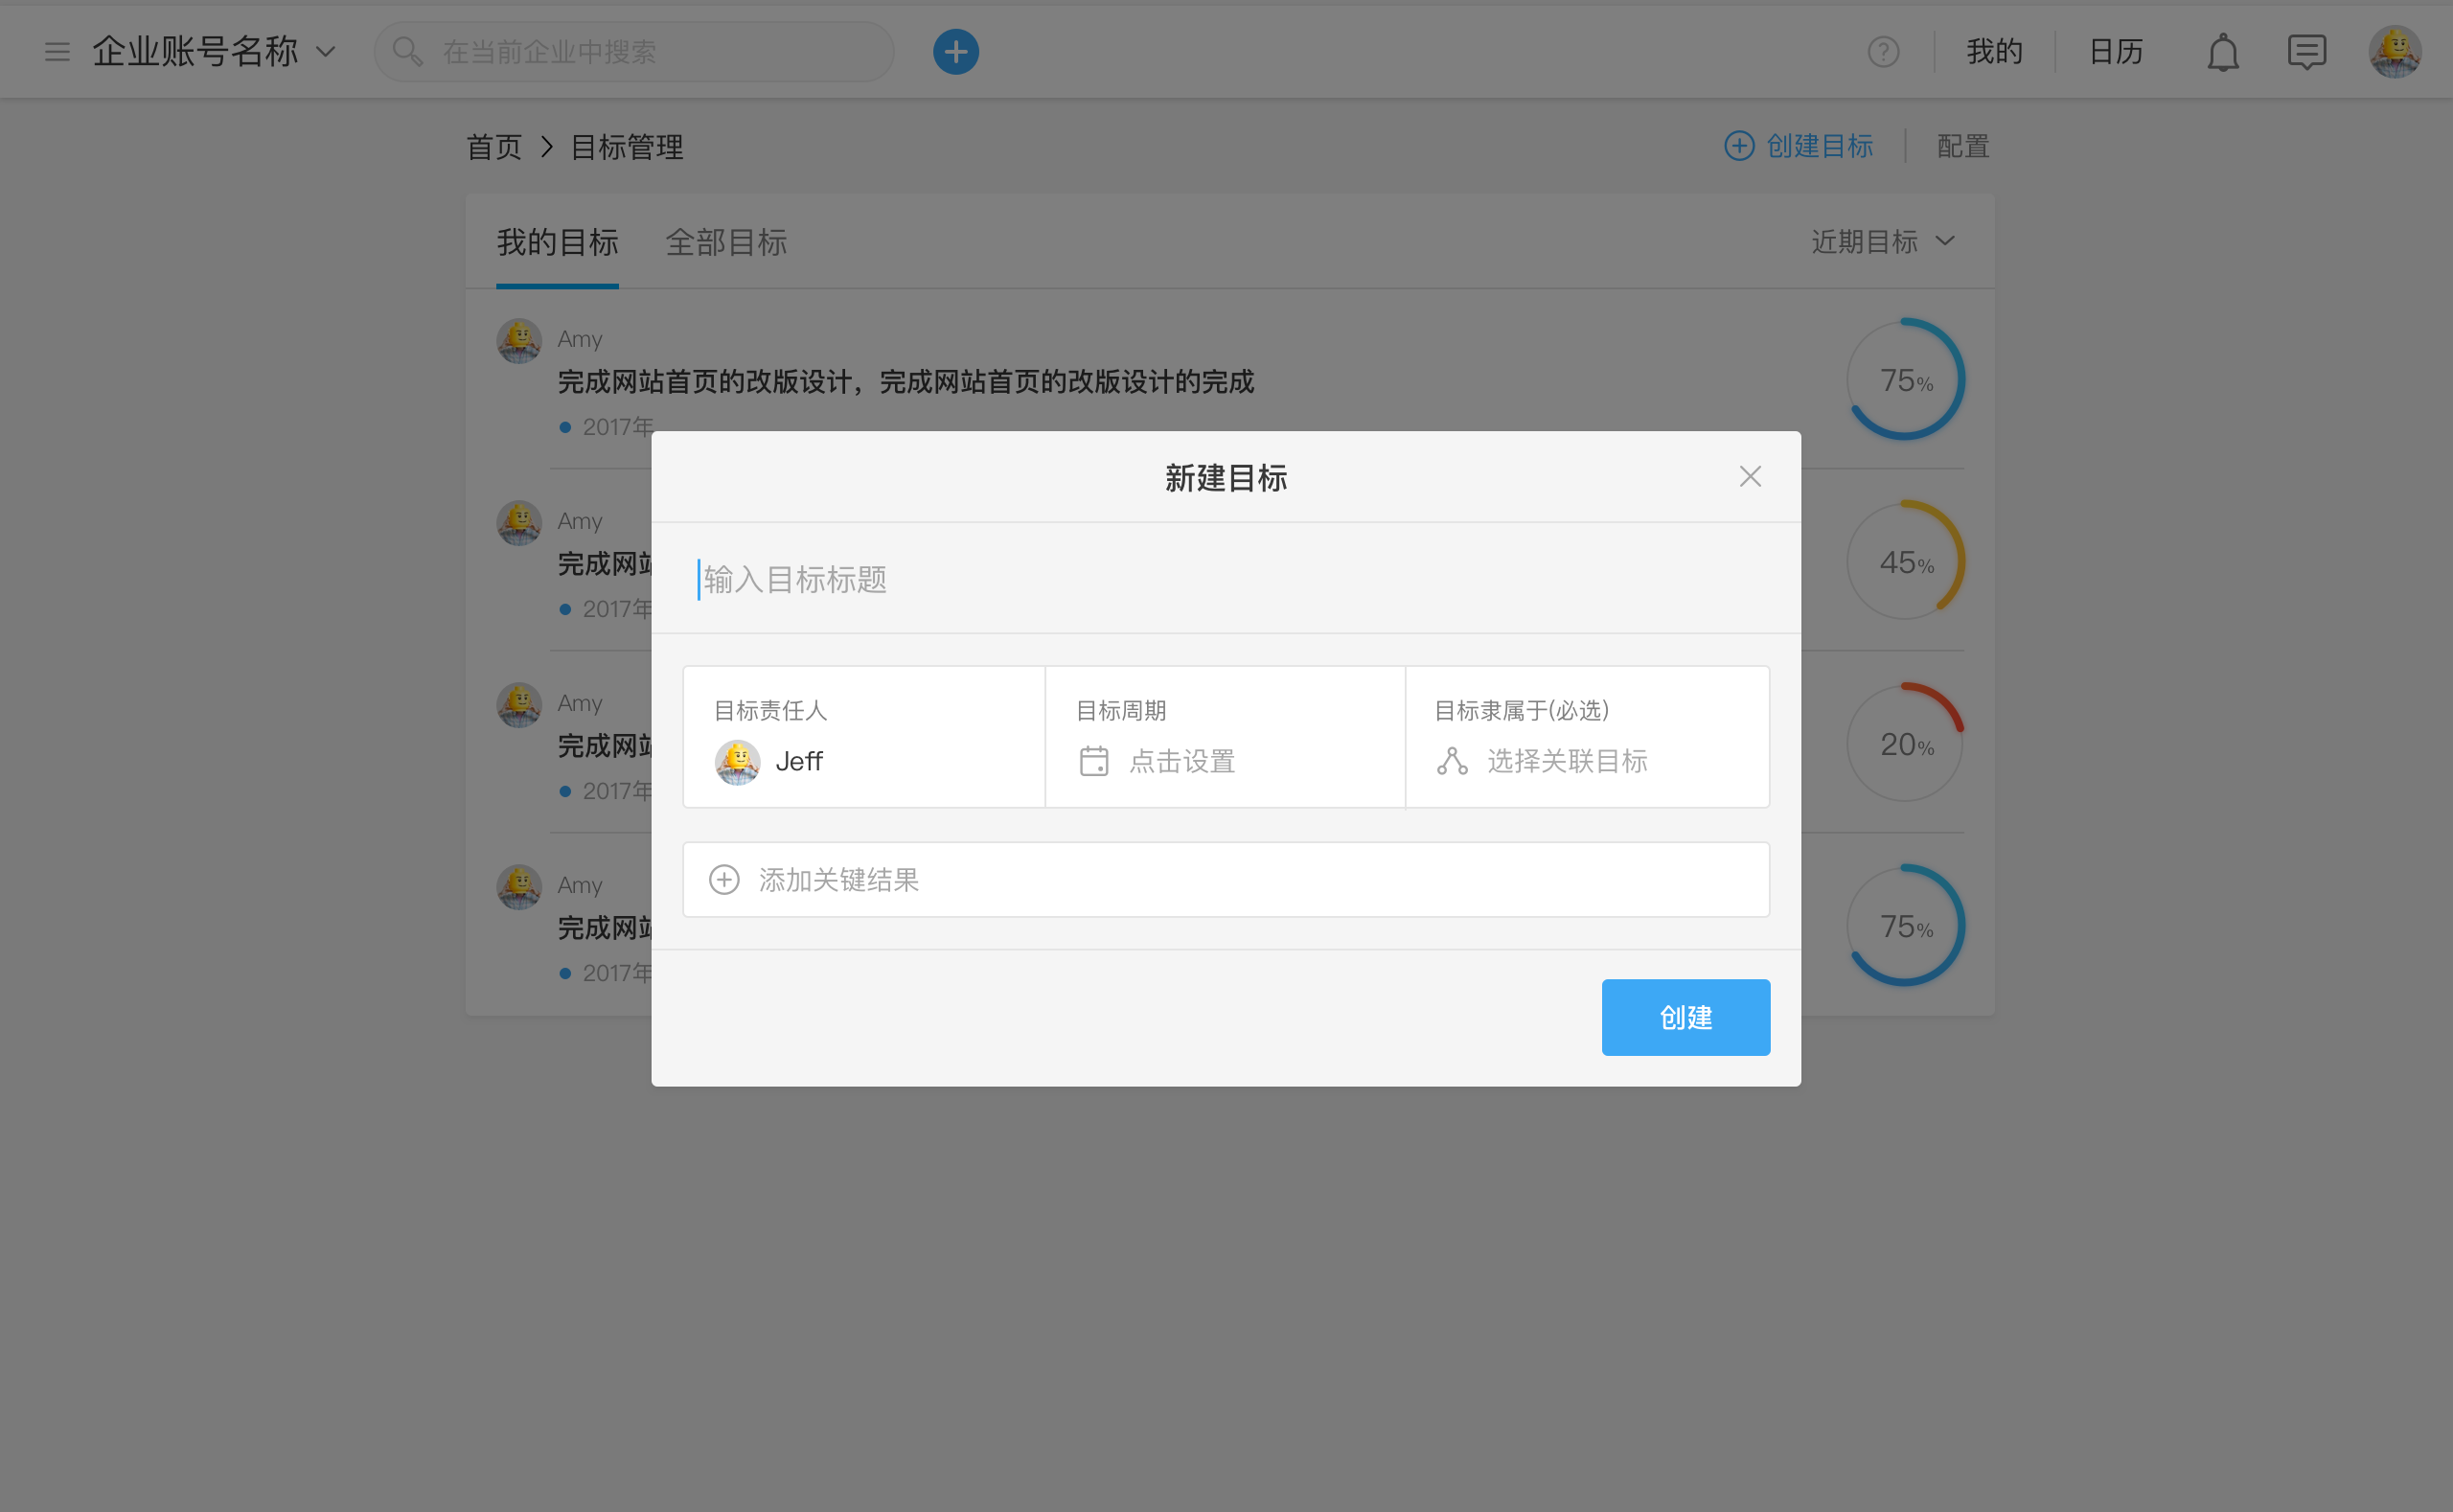 企业账号名称
在当前企业中搜索
我的
日历
首页 > 目标管理
创建目标
配置
我的目标
全部目标
近期目标
Amy
完成网站首页的改版设计，完成网站首页的改版设计的完成
2017年
75%
Amy
完成网
2017年
45%
Amy
完成网
2017年
20%
Amy
完成网
2017年
75%
新建目标
输入目标标题
目标责任人
Jeff
目标周期
点击设置
目标隶属于(必选)
选择关联目标
添加关键结果
创建